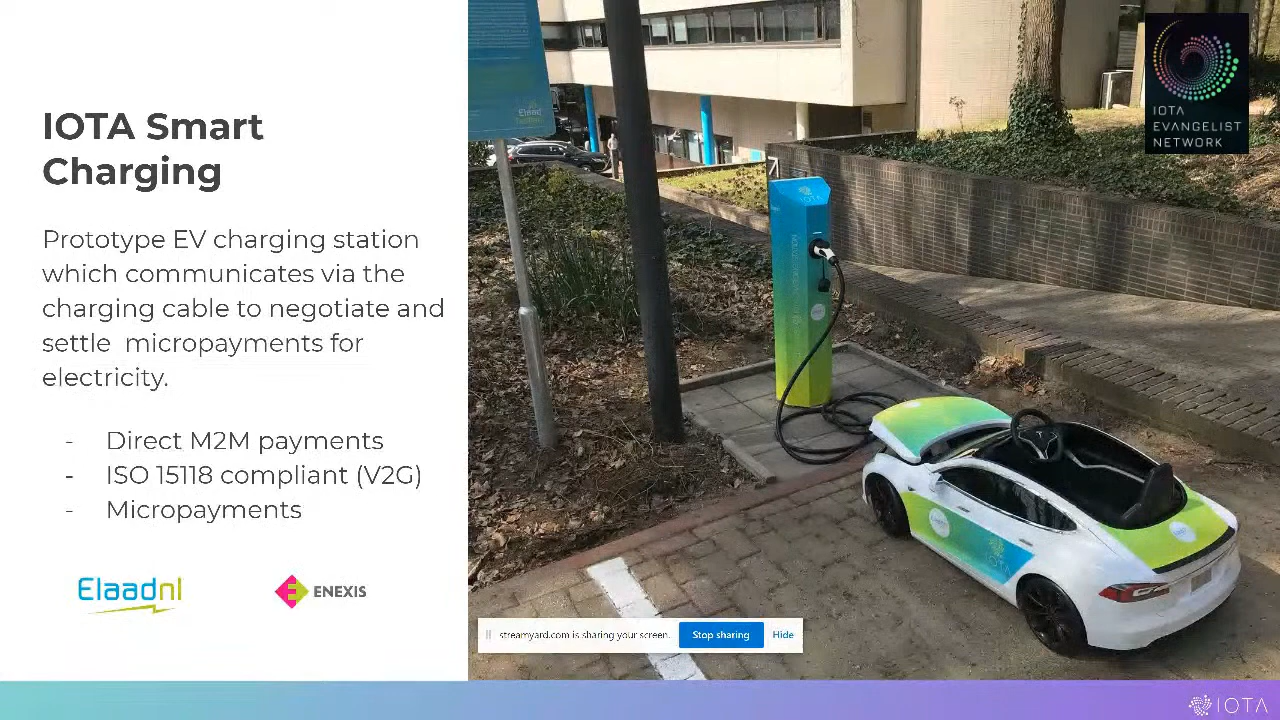 IOTA Smart
Charging
Prototype EV charging station
which communicates via the
charging cable to negotiate and
settle  micropayments for
electricity.
- Direct M2M payments
- ISO 15118 compliant (V2G)
- Micropayments
Elaadnl
ENEXIS
Elaad
IOTA
IOTA
EVANGELIST
NETWORK
streamyard.com is sharing your screen.
Stop sharing
Hide
IOTA